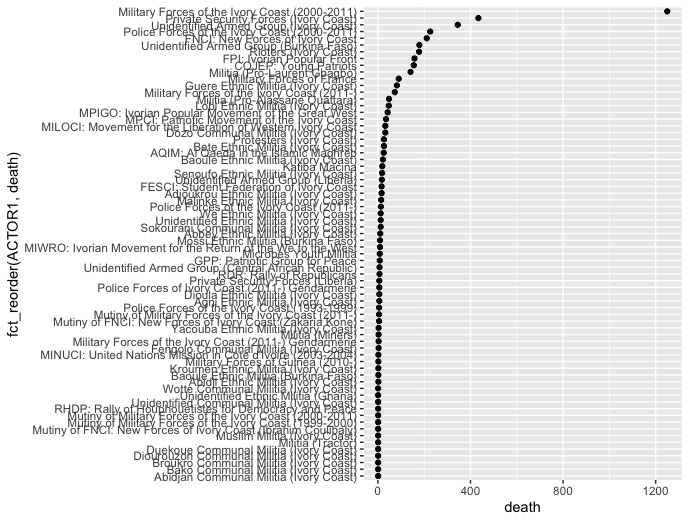 Military Forces of the Ivory Coast (2000-2011)
Private Security Forces (Ivory Coast)
Unidentified Armed Group (Ivory Coast)
Police Forces of the Ivory Coast (2000-2011)
FNCI: New Forces of Ivory Coast
Unidentified Armed Group (Burkina Faso)
Rioters (Ivory Coast)
FPI: Ivorian Popular Front
COJEP: Young Patriots
Militia (Pro-Laurent Gbagbo)
Military Forces of France
Guere Ethnic Militia (Ivory Coast)
Military Forces of the Ivory Coast (2011-)
Militia (Pro-Alassane Ouattara)
Lobi Ethnic Militia (Ivory Coast)
MPIGO: Ivorian Popular Movement of the Great West
MPCI: Patriotic Movement of the Ivory Coast
MILOCI: Movement for the Liberation of Western Ivory Coast
Dozo Communal Militia (Ivory Coast)
Protesters (Ivory Coast)
Bete Ethnic Militia (Ivory Coast)
AQIM: Al Qaeda in the Islamic Maghreb
Baoule Ethnic Militia (Ivory Coast)
Katiba Macina
Senoufo Ethnic Militia (Ivory Coast)
Unidentified Armed Group (Liberia)
FESCI: Student Federation of Ivory Coast
Adjoukrou Ethnic Militia (Ivory Coast)
Malinke Ethnic Militia (Ivory Coast)
Police Forces of the Ivory Coast (2011-)
We Ethnic Militia (Ivory Coast)
Unidentified Ethnic Militia (Ivory Coast)
Sokourani Communal Militia (Ivory Coast)
Abbey Ethnic Militia (Ivory Coast)
Mossi Ethnic Militia (Burkina Faso)
MIWRO: Ivorian Movement for the Return of the We to the West
Microbes Youth Militia
GPP: Patriotic Group for Peace
Unidentified Armed Group (Central African Republic)
RDR: Rally of Republicans
Private Security Forces (Liberia)
Police Forces of the Ivory Coast (2011-) Gendarmerie
Dioula Ethnic Militia (Ivory Coast)
Agni Ethnic Militia (Ivory Coast)
Police Forces of the Ivory Coast (1993-1999)
Mutiny of Military Forces of the Ivory Coast (2011-)
Mutiny of FNCI: New Forces of Ivory Coast (Zakaria Kone)
Yacouba Ethnic Militia (Ivory Coast)
Militia (Miners)
Military Forces of the Ivory Coast (2011-) Gendarmerie
Fengolo Communal Militia (Ivory Coast)
MINUCI: United Nations Mission in Cote d'Ivoire (2003-2004)
Military Forces of Guinea (2010-)
Kroumen Ethnic Militia (Ivory Coast)
Baoule Ethnic Militia (Burkina Faso)
Abidji Ethnic Militia (Ivory Coast)
Wotte Communal Militia (Ivory Coast)
Unidentified Ethnic Militia (Ghana)
Unidentified Communal Militia (Ivory Coast)
RHDP: Rally of Houphouetistes for Democracy and Peace
Mutiny of Military Forces of the Ivory Coast (2000-2011)
Mutiny of Military Forces of the Ivory Coast (1999-2000)
Mutiny of FNCI: New Forces of Ivory Coast (Ibrahim Coulibaly)
Muslim Militia (Ivory Coast)
Militia (Tractor)
Duekoue Communal Militia (Ivory Coast)
Diourouzon Communal Militia (Ivory Coast)
Broukro Communal Militia (Ivory Coast)
Bako Communal Militia (Ivory Coast)
Abidjan Communal Militia (Ivory Coast)
fct_reorder(ACTOR1, death)
0 400 800 1200
death